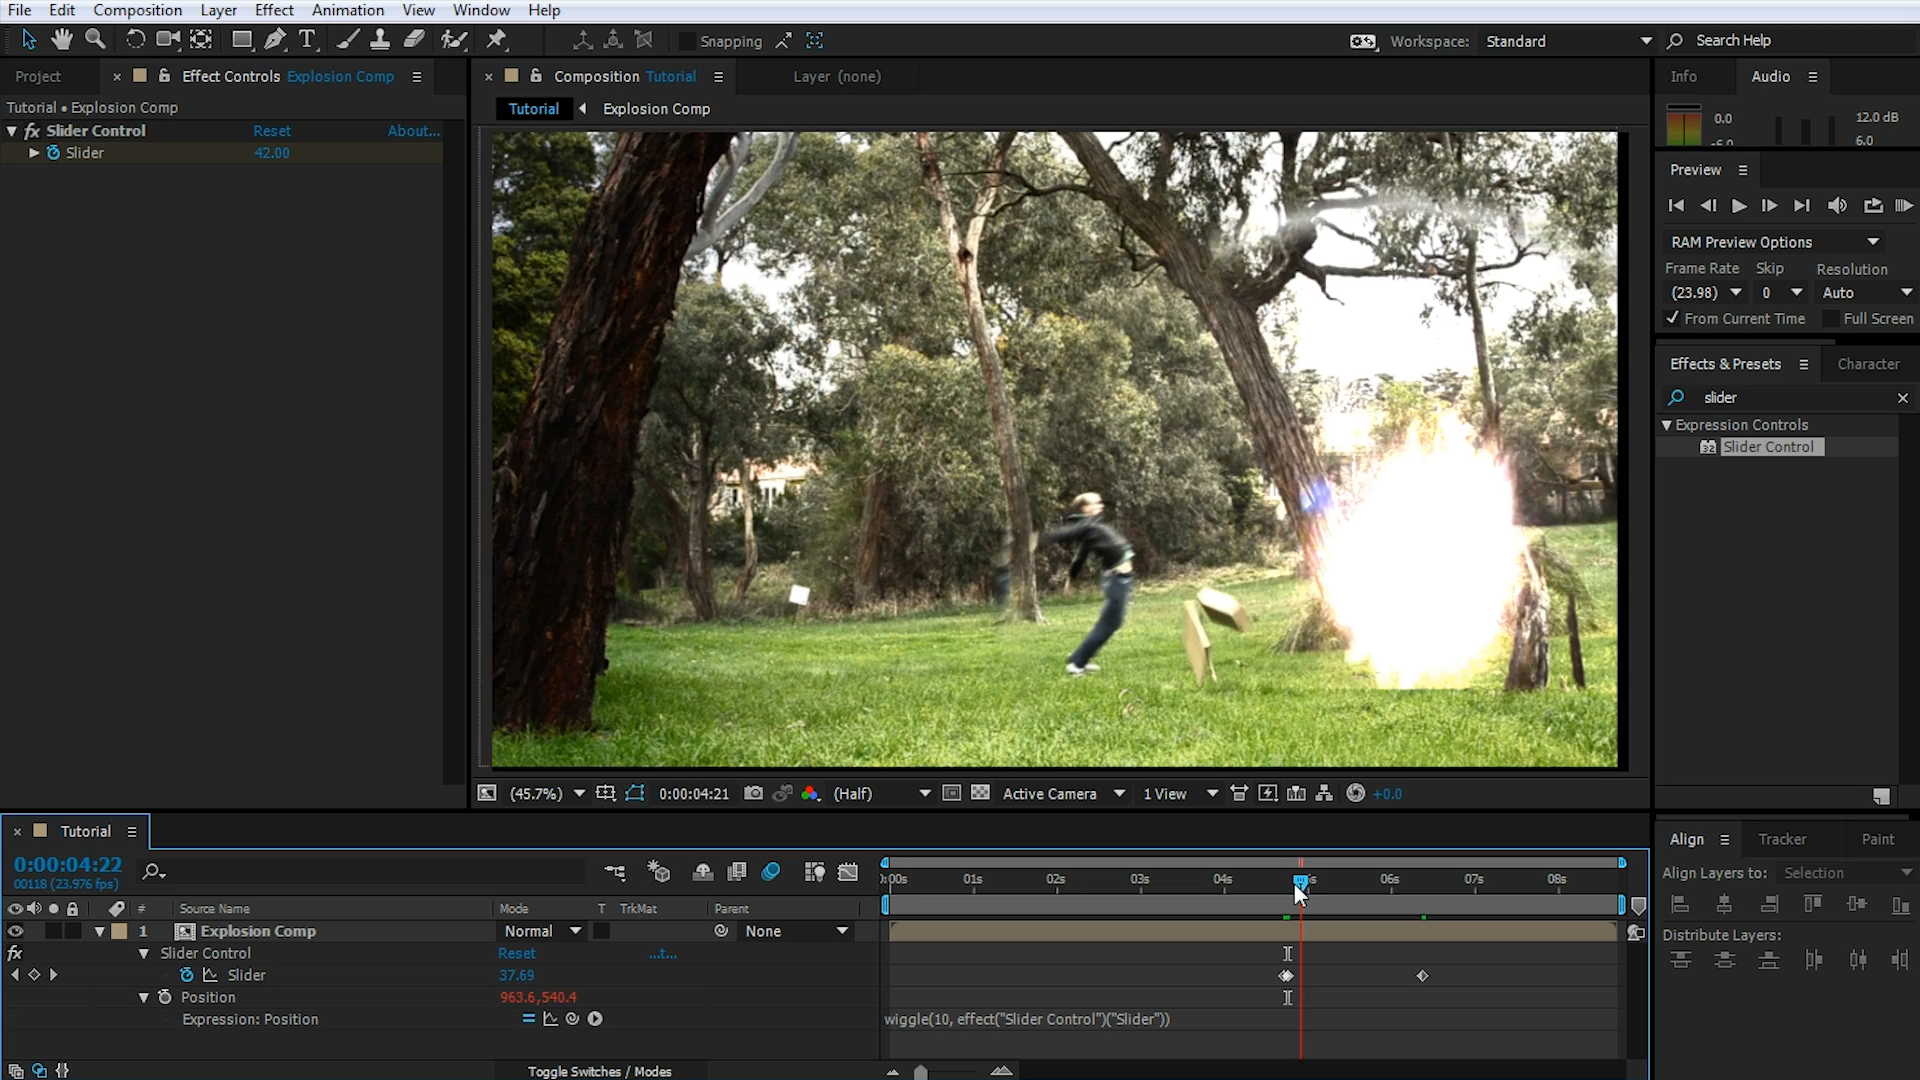 File Edit Composition Layer Effect Animation View Window Help
Snapping Workspace: Standard Search Help
Project Effect Controls Explosion Comp Composition Tutorial Layer (none) Info Audio
Tutorial • Explosion Comp
Tutorial Explosion Comp
Slider Control Reset About...
Slider 42.00
0.0 12.0 dB
-6.0 6.0
Preview
RAM Preview Options
Frame Rate Skip Resolution
(23.98) 0 Auto
From Current Time Full Screen
Effects & Presets Character
slider
Expression Controls
32 Slider Control
(45.7%) 0:00:04:21 (Half) Active Camera 1 View +0.0
Tutorial
0:00:04:22
00118 (23.976 fps)
):00s 01s 02s 03s 04s 06s 07s 08s
# Source Name Mode T TrkMat Parent
1 Explosion Comp Normal None
fx Slider Control Reset ...t...
Slider 37.69
Position 963.6,540.4
Expression: Position wiggle(10, effect("Slider Control")("Slider"))
Toggle Switches / Modes
Align Tracker Paint
Align Layers to: Selection
Distribute Layers: